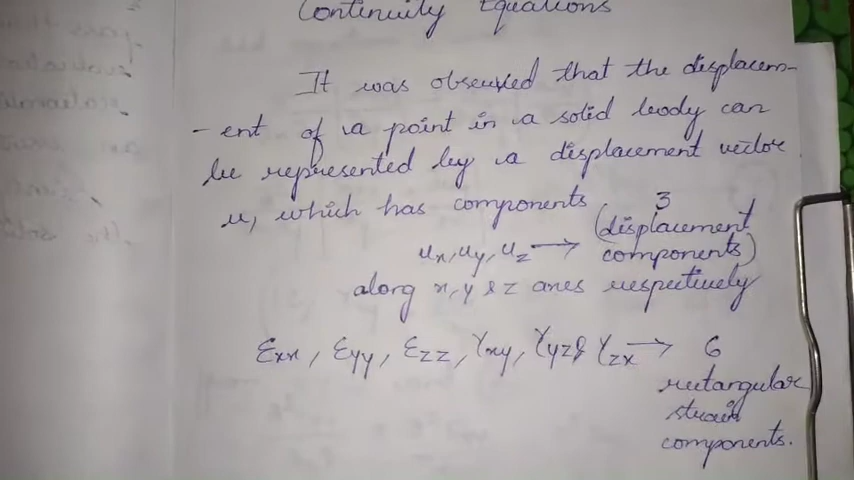 Continuity Equations
It was observed that the displacem-
-ent of a point in a solid body can
be represented by a displacement vector
u, which has components 3
(displacement
uₓ, uᵧ, u_z → components)
along x, y & z axes respectively
εxx, εyy, εzz, γxy, γyz & γzx → 6
rectangular
strain
components.